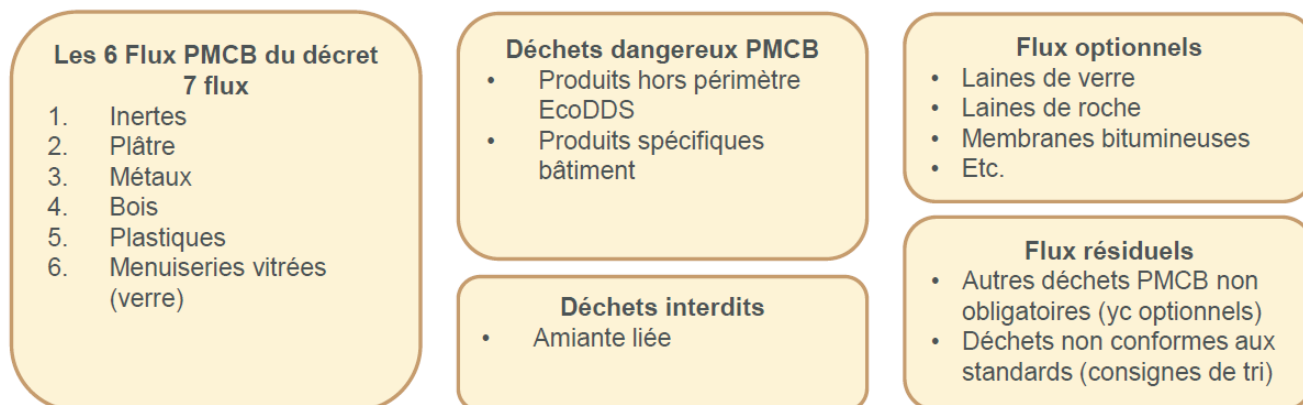 Les 6 Flux PMCB du décret
7 flux
1. Inertes
2. Plâtre
3. Métaux
4. Bois
5. Plastiques
6. Menuiseries vitrées
(verre)
Déchets dangereux PMCB
• Produits hors périmètre
EcoDDS
• Produits spécifiques
bâtiment
Déchets interdits
• Amiante liée
Flux optionnels
• Laines de verre
• Laines de roche
• Membranes bitumineuses
• Etc.
Flux résiduels
• Autres déchets PMCB non
obligatoires (yc optionnels)
• Déchets non conformes aux
standards (consignes de tri)